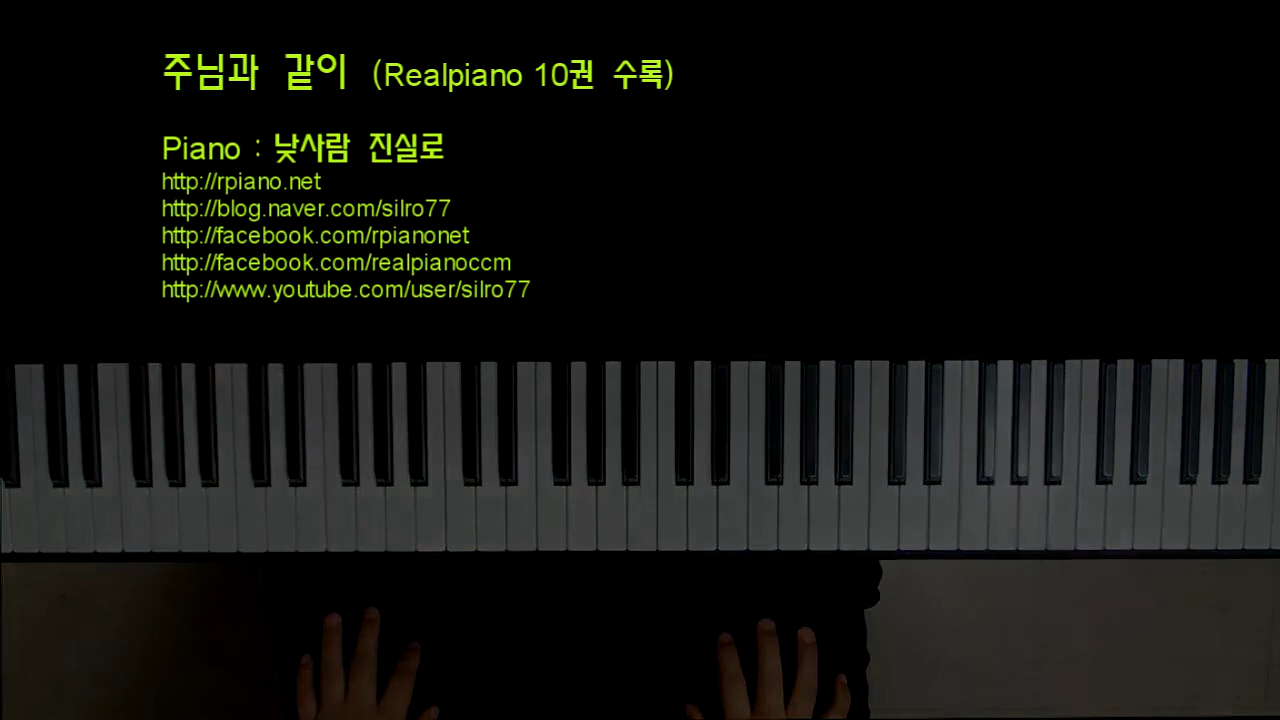 주님과 같이 (Realpiano 10권 수록)
Piano : 낮사람 진실로
http://rpiano.net
http://blog.naver.com/silro77
http://facebook.com/rpianonet
http://facebook.com/realpianoccm
http://www.youtube.com/user/silro77